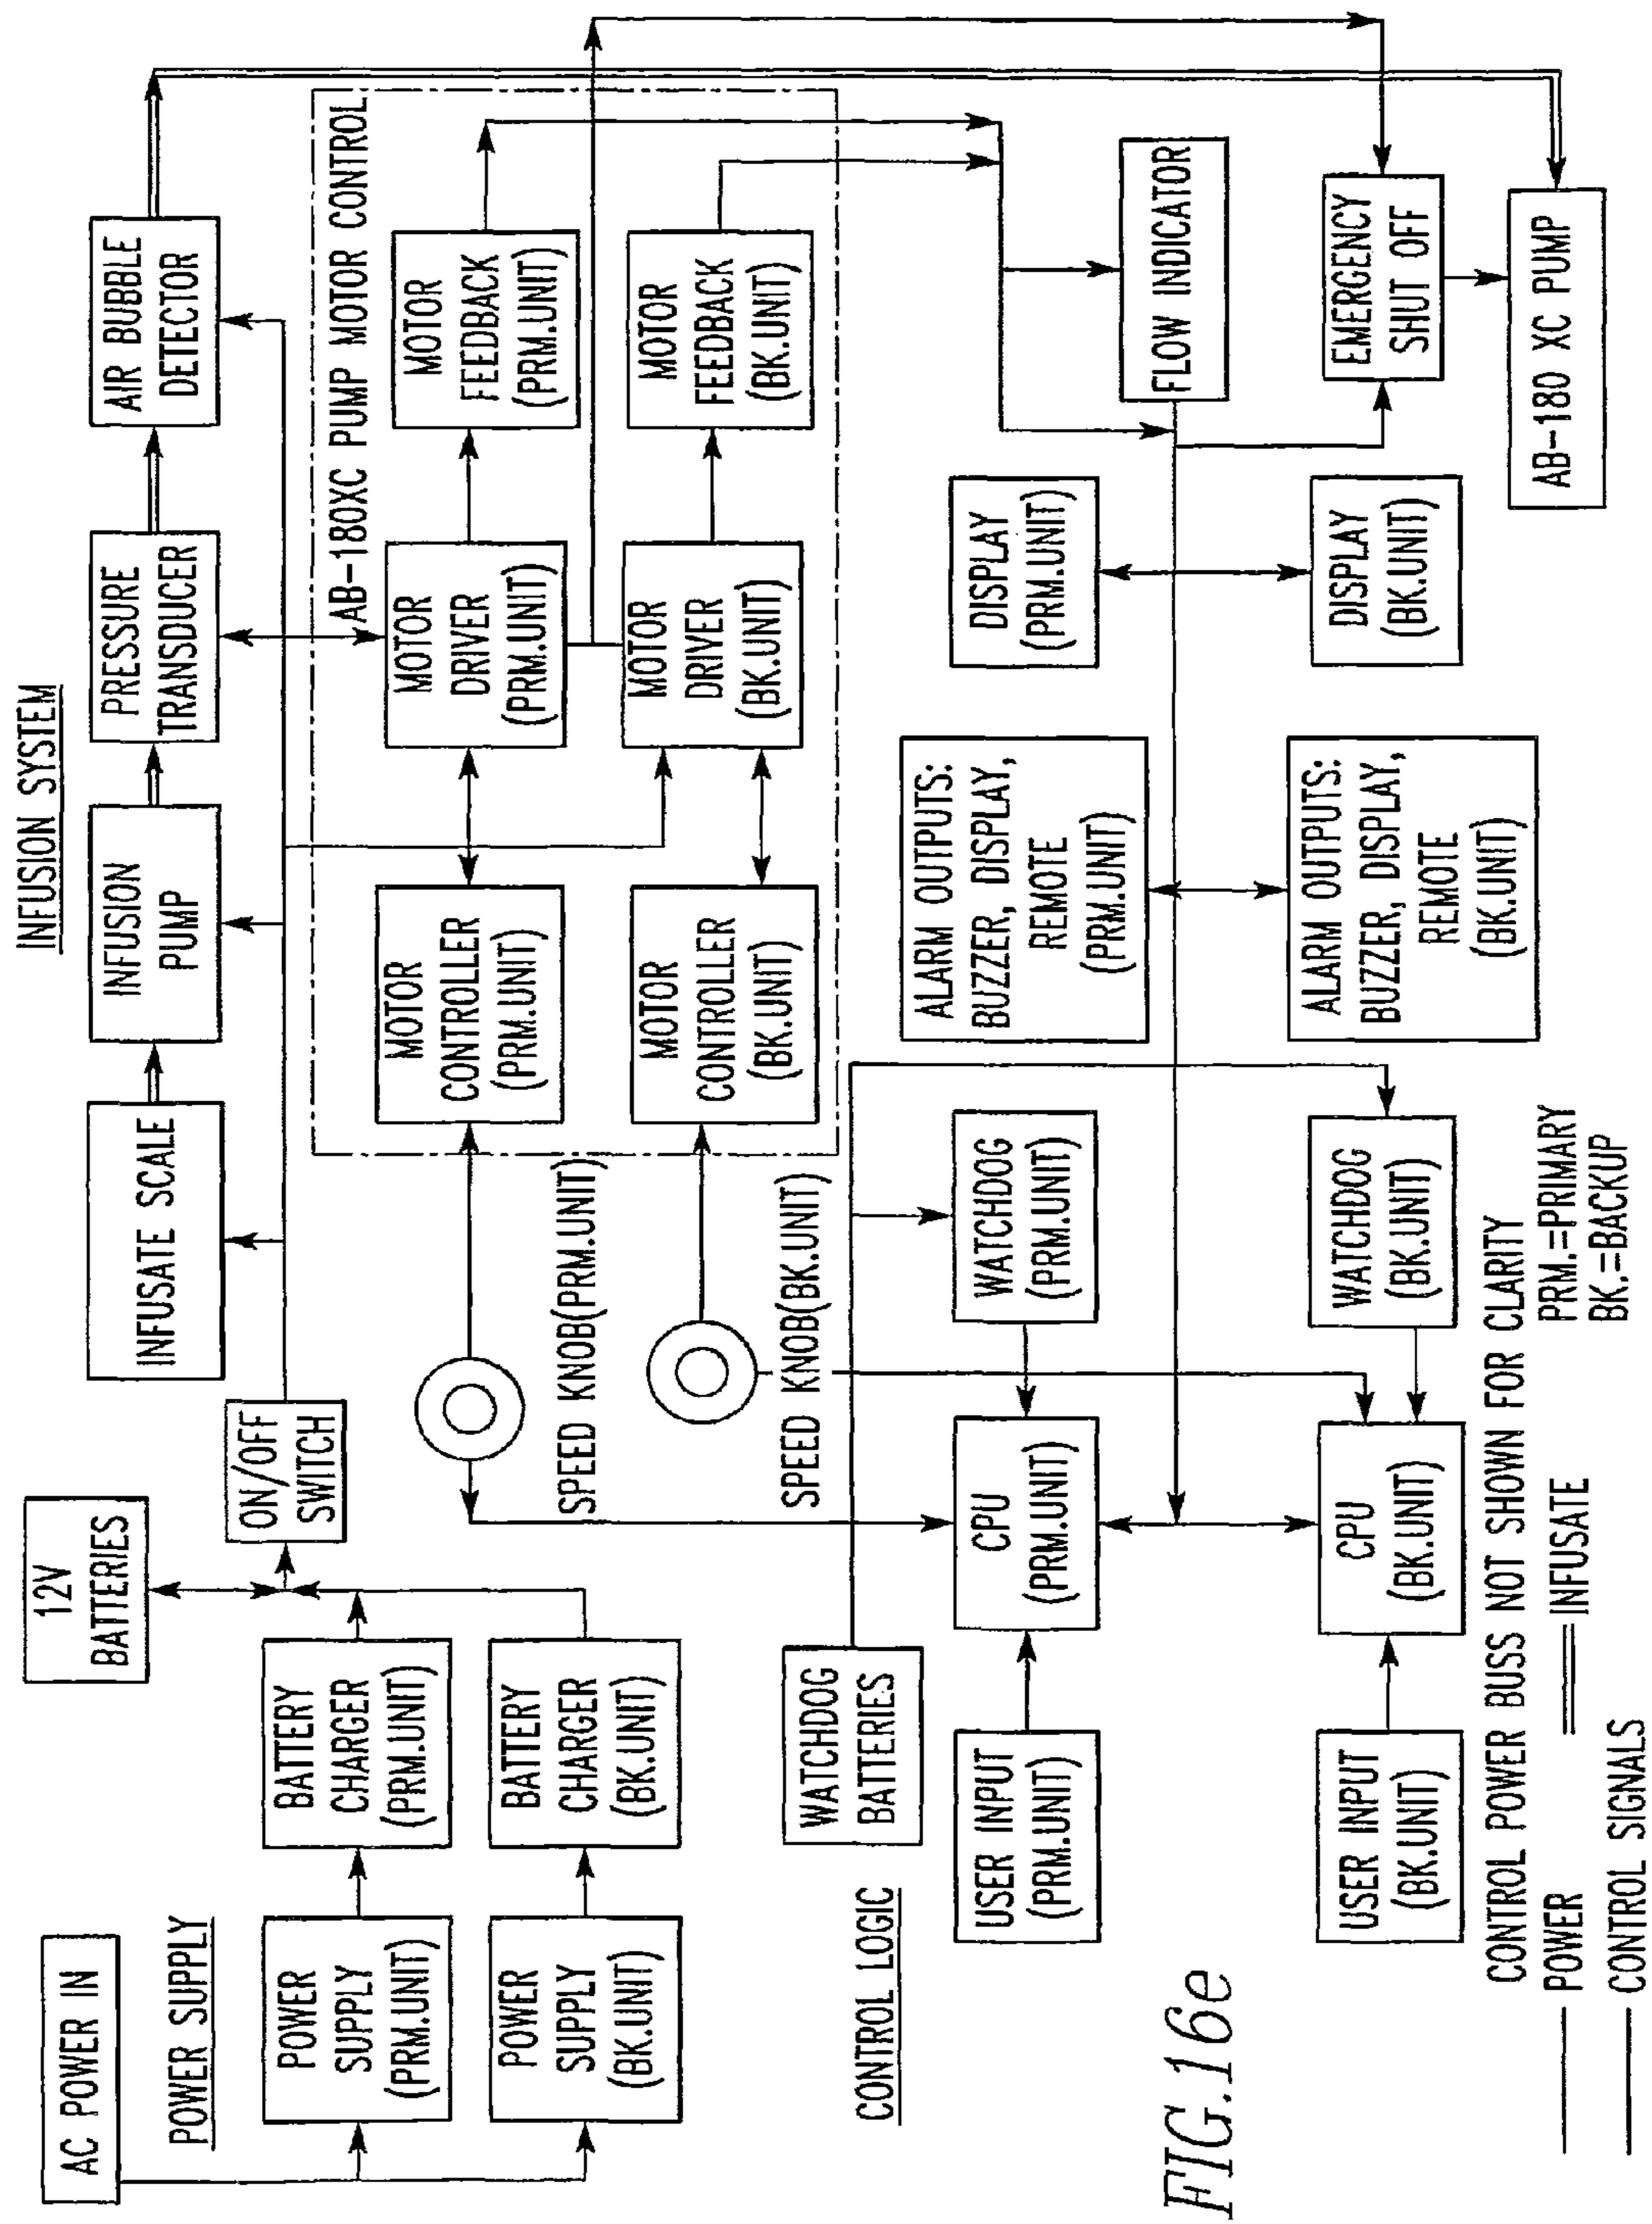 INFUSION SYSTEM
INFUSATE SCALE
INFUSION
PUMP
PRESSURE
TRANSDUCER
AIR BUBBLE
DETECTOR
AC POWER IN
POWER SUPPLY
12V
BATTERIES
ON/OFF
SWITCH
POWER
SUPPLY
(PRM.UNIT)
BATTERY
CHARGER
(PRM.UNIT)
POWER
SUPPLY
(BK.UNIT)
BATTERY
CHARGER
(BK.UNIT)
AB-180XC PUMP MOTOR CONTROL
SPEED KNOB(PRM.UNIT)
MOTOR
CONTROLLER
(PRM.UNIT)
MOTOR
DRIVER
(PRM.UNIT)
MOTOR
FEEDBACK
(PRM.UNIT)
SPEED KNOB(BK.UNIT)
MOTOR
CONTROLLER
(BK.UNIT)
MOTOR
DRIVER
(BK.UNIT)
MOTOR
FEEDBACK
(BK.UNIT)
CONTROL LOGIC
WATCHDOG
BATTERIES
USER INPUT
(PRM.UNIT)
CPU
(PRM.UNIT)
WATCHDOG
(PRM.UNIT)
ALARM OUTPUTS:
BUZZER, DISPLAY,
REMOTE
(PRM.UNIT)
DISPLAY
(PRM.UNIT)
FLOW INDICATOR
USER INPUT
(BK.UNIT)
CPU
(BK.UNIT)
WATCHDOG
(BK.UNIT)
ALARM OUTPUTS:
BUZZER, DISPLAY,
REMOTE
(BK.UNIT)
DISPLAY
(BK.UNIT)
EMERGENCY
SHUT OFF
AB-180 XC PUMP
FIG.16e
CONTROL POWER BUSS NOT SHOWN FOR CLARITY
POWER
INFUSATE
PRM.=PRIMARY
CONTROL SIGNALS
BK.=BACKUP